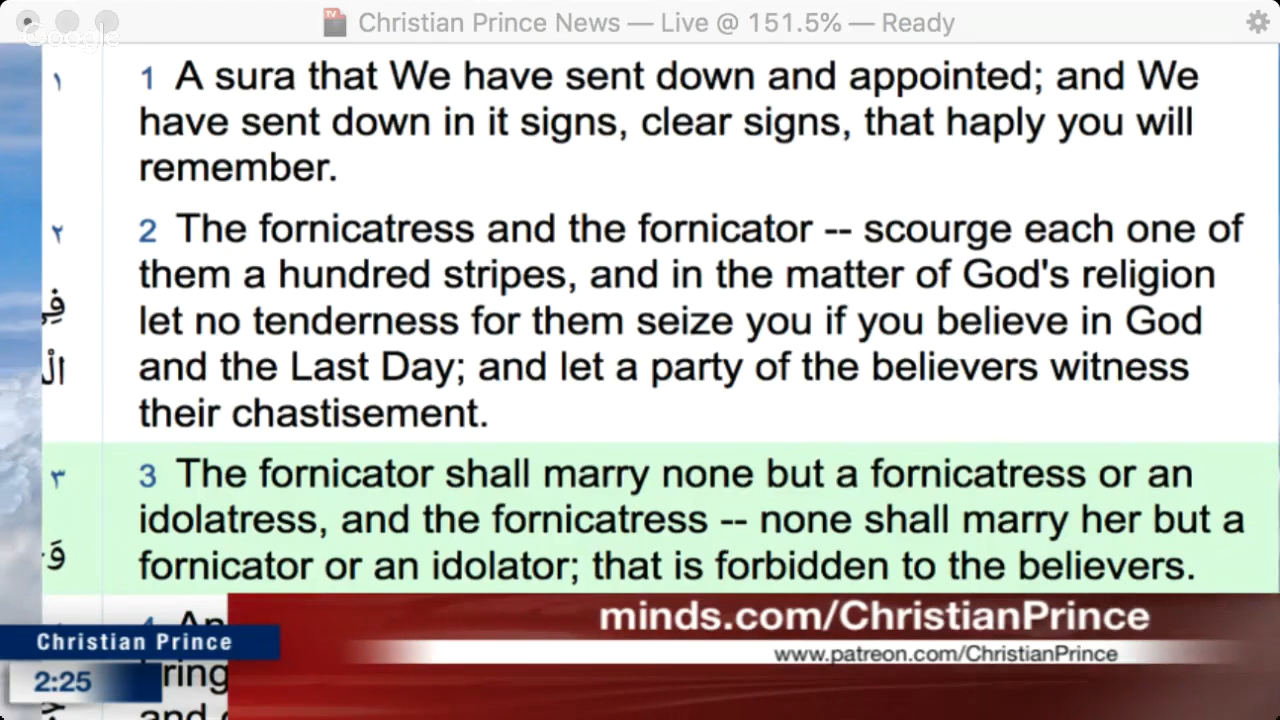 Christian Prince News — Live @ 151.5% — Ready
Google
١
1 A sura that We have sent down and appointed; and We
have sent down in it signs, clear signs, that haply you will
remember.
٢
2 The fornicatress and the fornicator -- scourge each one of
them a hundred stripes, and in the matter of God's religion
let no tenderness for them seize you if you believe in God
and the Last Day; and let a party of the believers witness
their chastisement.
٣
3 The fornicator shall marry none but a fornicatress or an
idolatress, and the fornicatress -- none shall marry her but a
fornicator or an idolator; that is forbidden to the believers.
minds.com/ChristianPrince
Christian Prince
www.patreon.com/ChristianPrince
2:25